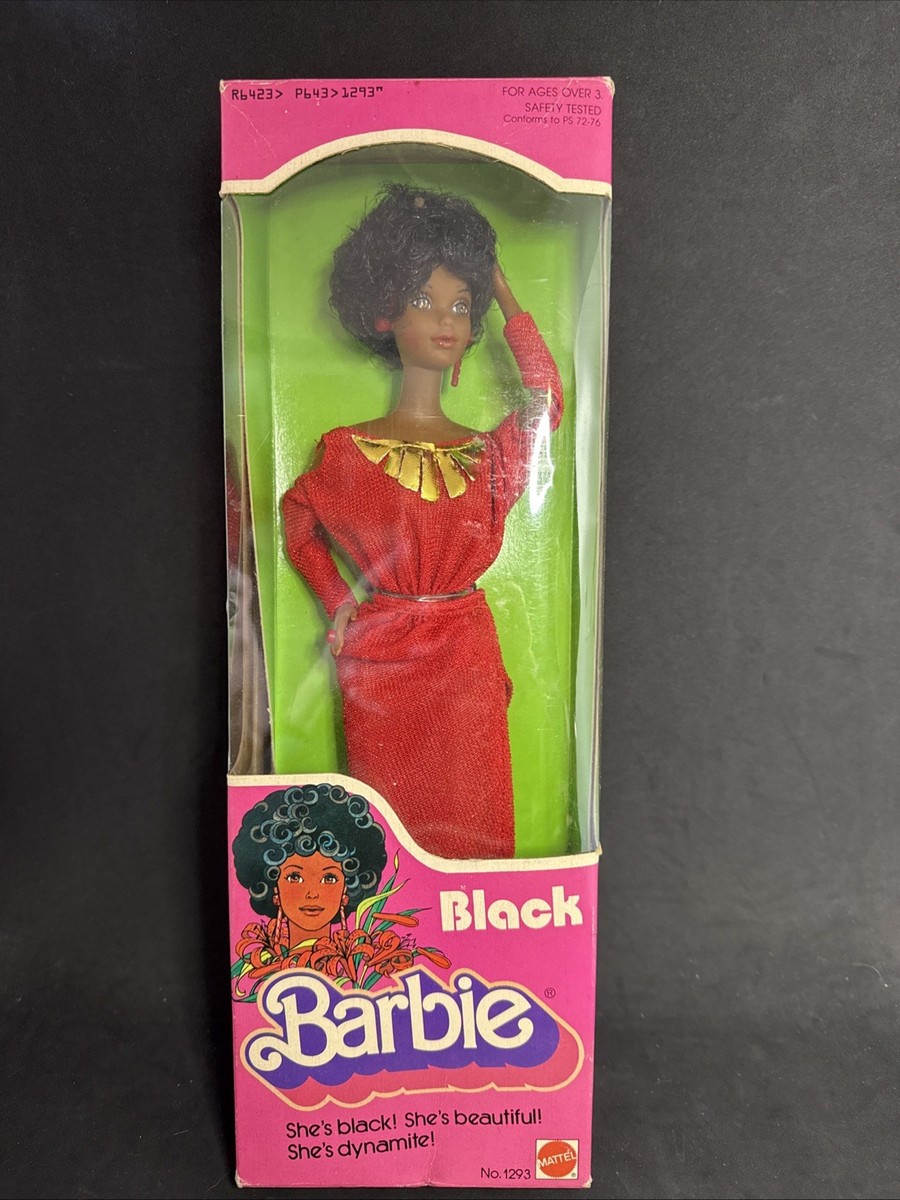 R6423> P643>1293"
FOR AGES OVER 3.
SAFETY TESTED
Conforms to PS 72-76
Black
Barbie®
She's black! She's beautiful!
She's dynamite!
No. 1293
MATTEL